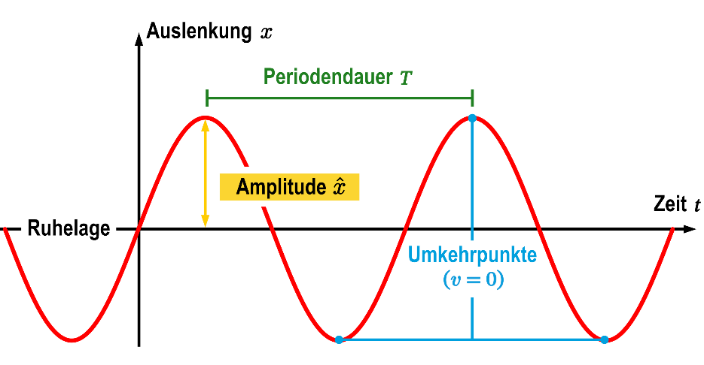 Auslenkung x
Periodendauer T
Amplitude x̂
Zeit t
Ruhelage
Umkehrpunkte
(v = 0)